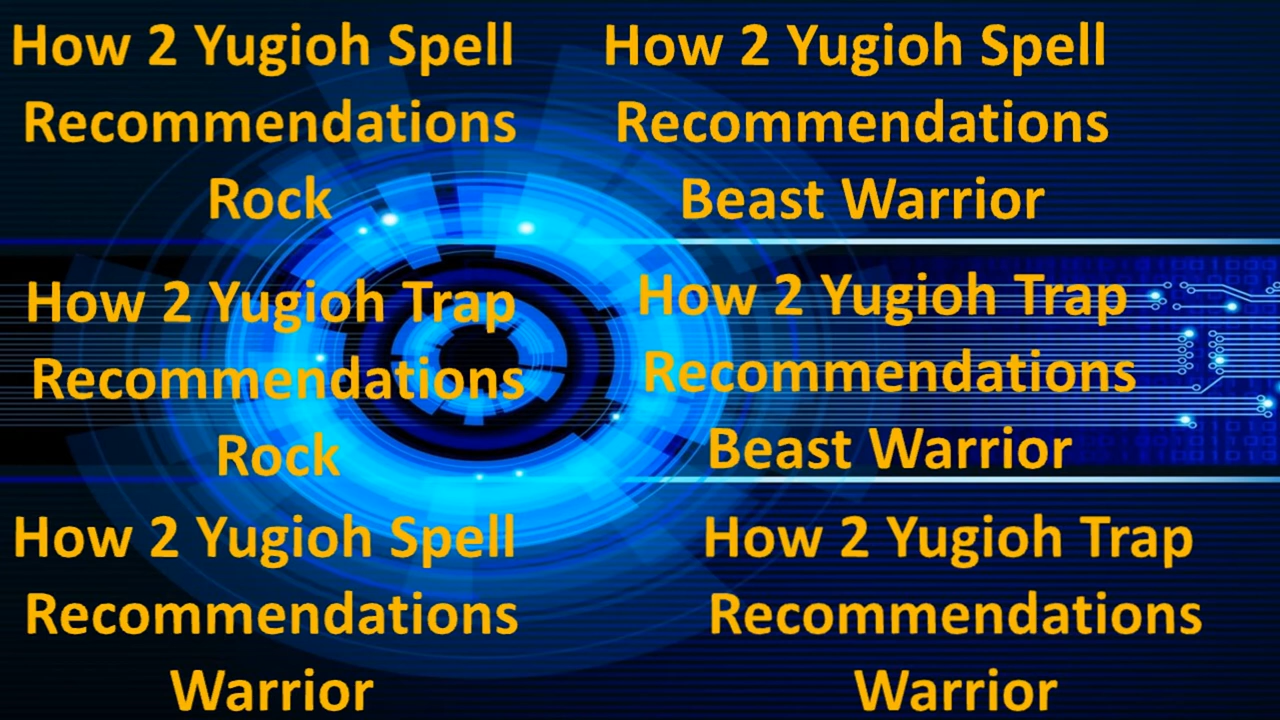 How 2 Yugioh Spell
Recommendations
Rock
How 2 Yugioh Spell
Recommendations
Beast Warrior
How 2 Yugioh Trap
Recommendations
Rock
How 2 Yugioh Trap
Recommendations
Beast Warrior
How 2 Yugioh Spell
Recommendations
Warrior
How 2 Yugioh Trap
Recommendations
Warrior